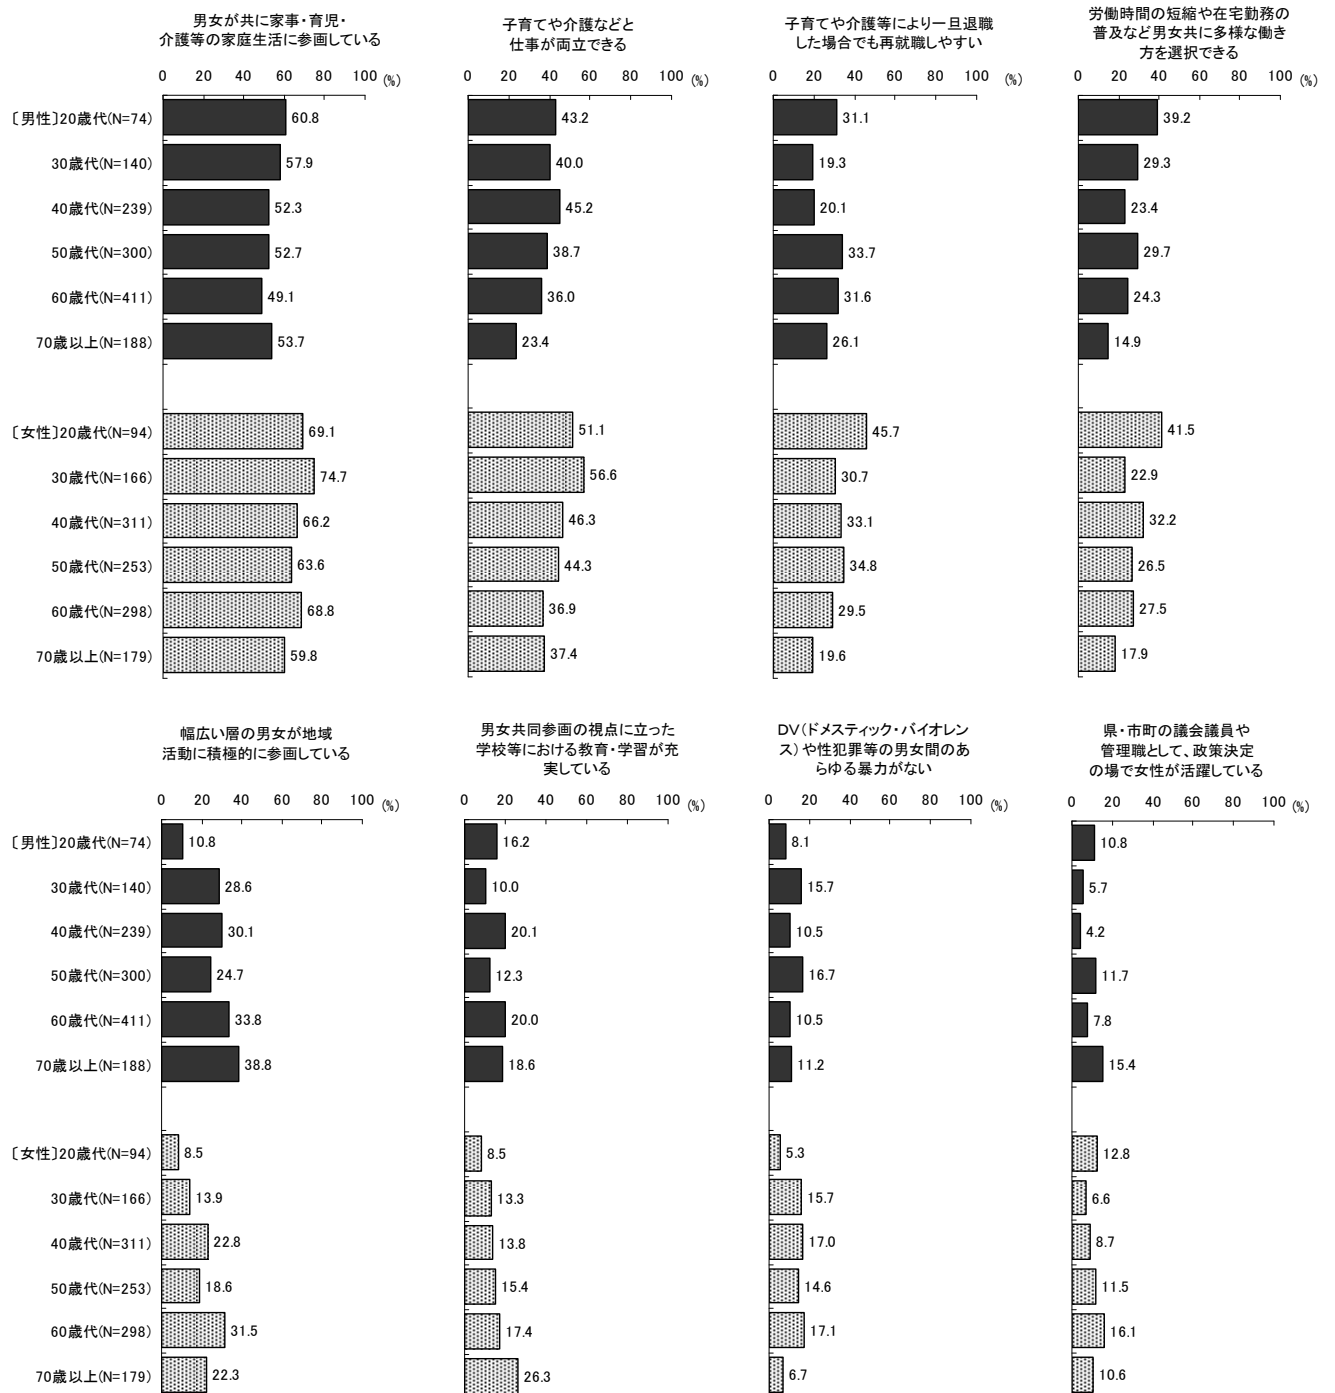 男女が共に家事・育児・
介護等の家庭生活に参画している
子育てや介護などと
仕事が両立できる
子育てや介護等により一旦退職
した場合でも再就職しやすい
労働時間の短縮や在宅勤務の
普及など男女共に多様な働き
方を選択できる
0 20 40 60 80 100 (%)
0 20 40 60 80 100 (%)
0 20 40 60 80 100 (%)
0 20 40 60 80 100 (%)
〔男性〕20歳代(N=74) 60.8 43.2 31.1 39.2
30歳代(N=140) 57.9 40.0 19.3 29.3
40歳代(N=239) 52.3 45.2 20.1 23.4
50歳代(N=300) 52.7 38.7 33.7 29.7
60歳代(N=411) 49.1 36.0 31.6 24.3
70歳以上(N=188) 53.7 23.4 26.1 14.9
〔女性〕20歳代(N=94) 69.1 51.1 45.7 41.5
30歳代(N=166) 74.7 56.6 30.7 22.9
40歳代(N=311) 66.2 46.3 33.1 32.2
50歳代(N=253) 63.6 44.3 34.8 26.5
60歳代(N=298) 68.8 36.9 29.5 27.5
70歳以上(N=179) 59.8 37.4 19.6 17.9
幅広い層の男女が地域
活動に積極的に参画している
男女共同参画の視点に立った
学校等における教育・学習が充
実している
DV(ドメスティック・バイオレン
ス)や性犯罪等の男女間のあ
らゆる暴力がない
県・市町の議会議員や
管理職として、政策決定
の場で女性が活躍している
0 20 40 60 80 100 (%)
0 20 40 60 80 100 (%)
0 20 40 60 80 100 (%)
0 20 40 60 80 100 (%)
〔男性〕20歳代(N=74) 10.8 16.2 8.1 10.8
30歳代(N=140) 28.6 10.0 15.7 5.7
40歳代(N=239) 30.1 20.1 10.5 4.2
50歳代(N=300) 24.7 12.3 16.7 11.7
60歳代(N=411) 33.8 20.0 10.5 7.8
70歳以上(N=188) 38.8 18.6 11.2 15.4
〔女性〕20歳代(N=94) 8.5 8.5 5.3 12.8
30歳代(N=166) 13.9 13.3 15.7 6.6
40歳代(N=311) 22.8 13.8 17.0 8.7
50歳代(N=253) 18.6 15.4 14.6 11.5
60歳代(N=298) 31.5 17.4 17.1 16.1
70歳以上(N=179) 22.3 26.3 6.7 10.6